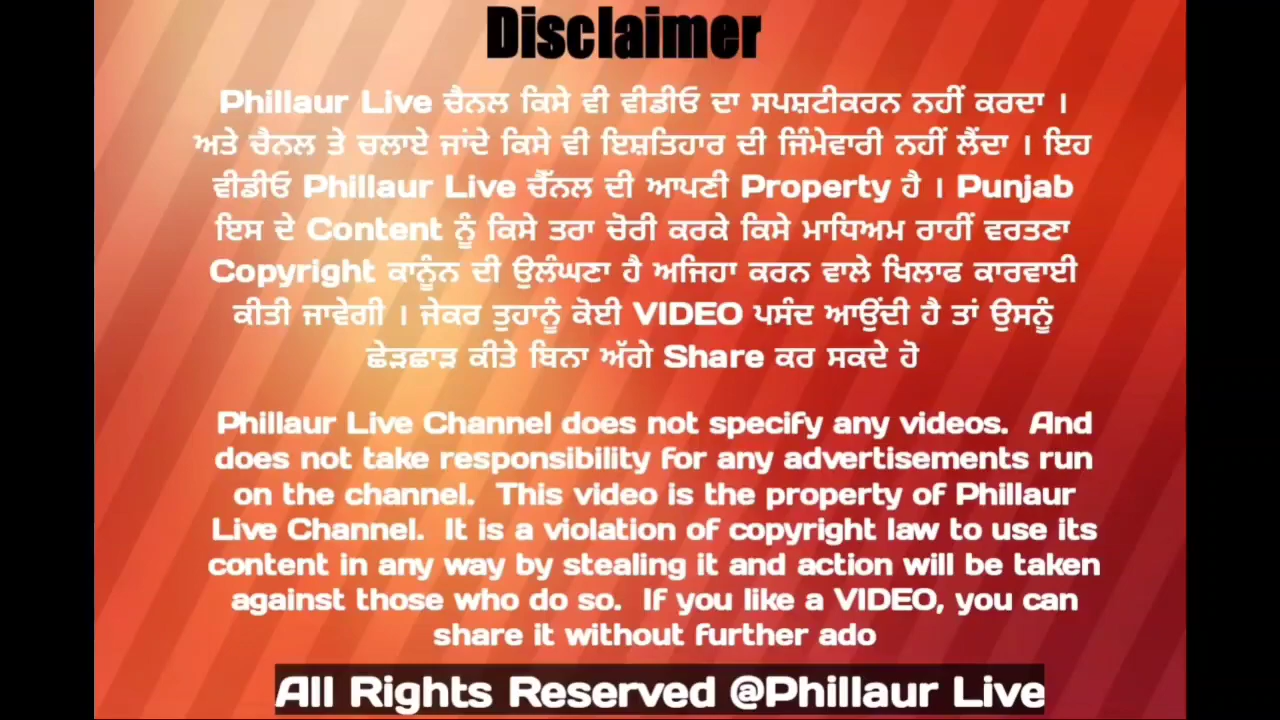 Disclaimer
Phillaur Live ਚੈਨਲ ਕਿਸੇ ਵੀ ਵੀਡੀਓ ਦਾ ਸਪਸ਼ਟੀਕਰਨ ਨਹੀਂ ਕਰਦਾ ।
ਅਤੇ ਚੈਨਲ ਤੇ ਚਲਾਏ ਜਾਂਦੇ ਕਿਸੇ ਵੀ ਇਸ਼ਤਿਹਾਰ ਦੀ ਜਿੰਮੇਵਾਰੀ ਨਹੀਂ ਲੈਂਦਾ । ਇਹ
ਵੀਡੀਓ Phillaur Live ਚੈੱਨਲ ਦੀ ਆਪਣੀ Property ਹੈ । Punjab
ਇਸ ਦੇ Content ਨੂੰ ਕਿਸੇ ਤਰਾ ਚੋਰੀ ਕਰਕੇ ਕਿਸੇ ਮਾਧਿਅਮ ਰਾਹੀਂ ਵਰਤਣਾ
Copyright ਕਾਨੂੰਨ ਦੀ ਉਲੰਘਣਾ ਹੈ ਅਜਿਹਾ ਕਰਨ ਵਾਲੇ ਖਿਲਾਫ ਕਾਰਵਾਈ
ਕੀਤੀ ਜਾਵੇਗੀ । ਜੇਕਰ ਤੁਹਾਨੂੰ ਕੋਈ VIDEO ਪਸੰਦ ਆਉਂਦੀ ਹੈ ਤਾਂ ਉਸਨੂੰ
ਛੇੜਛਾੜ ਕੀਤੇ ਬਿਨਾ ਅੱਗੇ Share ਕਰ ਸਕਦੇ ਹੋ
Phillaur Live Channel does not specify any videos. And
does not take responsibility for any advertisements run
on the channel. This video is the property of Phillaur
Live Channel. It is a violation of copyright law to use its
content in any way by stealing it and action will be taken
against those who do so. If you like a VIDEO, you can
share it without further ado
All Rights Reserved @Phillaur Live